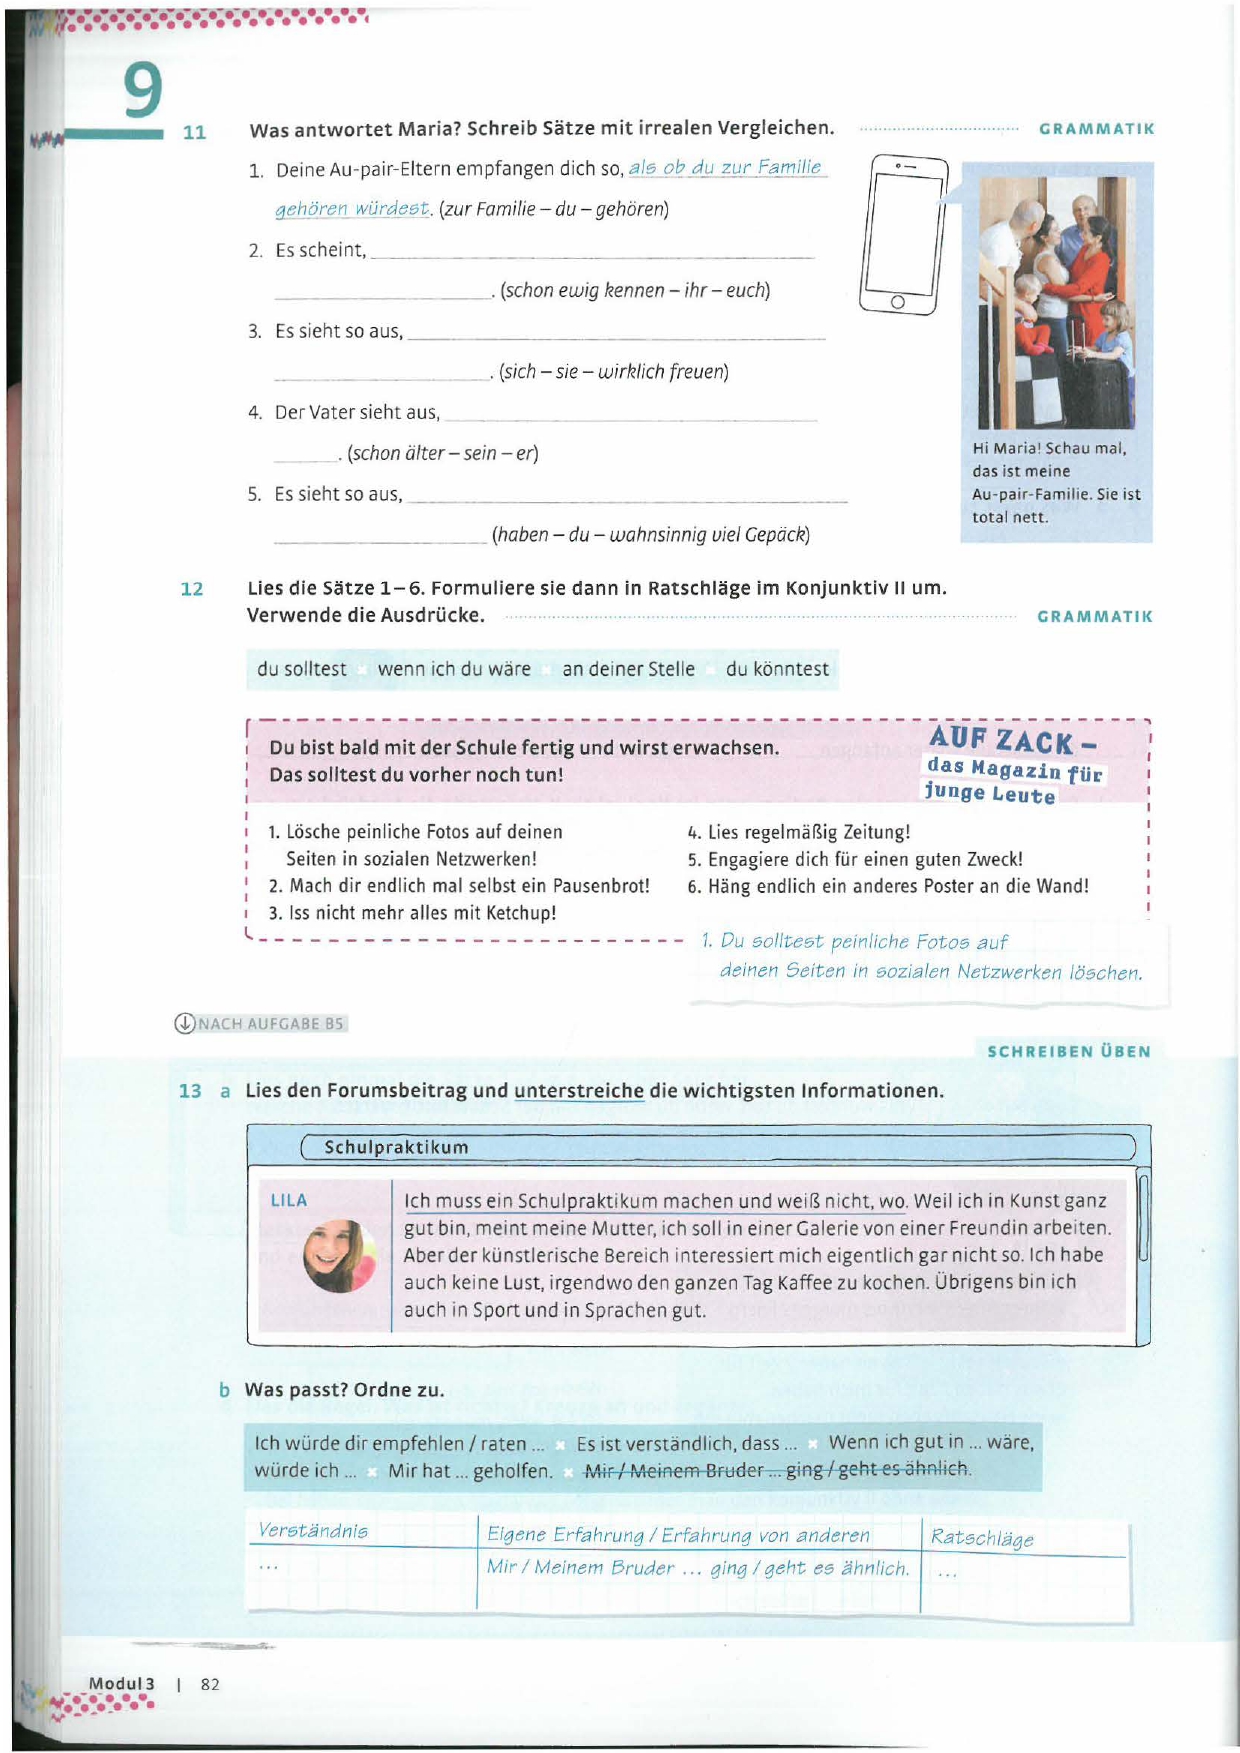 9
11 Was antwortet Maria? Schreib Sätze mit irrealen Vergleichen. GRAMMATIK
1. Deine Au-pair-Eltern empfangen dich so, als ob du zur Familie
gehören würdest. (zur Familie – du – gehören)
2. Es scheint,
. (schon ewig kennen – ihr – euch)
3. Es sieht so aus,
. (sich – sie – wirklich freuen)
4. Der Vater sieht aus,
. (schon älter – sein – er)
5. Es sieht so aus,
(haben – du – wahnsinnig viel Gepäck)
Hi Maria! Schau mal,
das ist meine
Au-pair-Familie. Sie ist
total nett.
12 Lies die Sätze 1–6. Formuliere sie dann in Ratschläge im Konjunktiv II um.
Verwende die Ausdrücke. GRAMMATIK
du solltest × wenn ich du wäre × an deiner Stelle × du könntest
Du bist bald mit der Schule fertig und wirst erwachsen.
Das solltest du vorher noch tun!
AUF ZACK –
das Magazin für
junge Leute
1. Lösche peinliche Fotos auf deinen
Seiten in sozialen Netzwerken!
2. Mach dir endlich mal selbst ein Pausenbrot!
3. Iss nicht mehr alles mit Ketchup!
4. Lies regelmäßig Zeitung!
5. Engagiere dich für einen guten Zweck!
6. Häng endlich ein anderes Poster an die Wand!
1. Du solltest peinliche Fotos auf
deinen Seiten in sozialen Netzwerken löschen.
NACH AUFGABE B5
SCHREIBEN ÜBEN
13 a Lies den Forumsbeitrag und unterstreiche die wichtigsten Informationen.
Schulpraktikum
LILA
Ich muss ein Schulpraktikum machen und weiß nicht, wo. Weil ich in Kunst ganz
gut bin, meint meine Mutter, ich soll in einer Galerie von einer Freundin arbeiten.
Aber der künstlerische Bereich interessiert mich eigentlich gar nicht so. Ich habe
auch keine Lust, irgendwo den ganzen Tag Kaffee zu kochen. Übrigens bin ich
auch in Sport und in Sprachen gut.
b Was passt? Ordne zu.
Ich würde dir empfehlen / raten ... × Es ist verständlich, dass ... × Wenn ich gut in ... wäre,
würde ich ... × Mir hat ... geholfen. × Mir / Meinem Bruder ... ging / geht es ähnlich.
Verständnis Eigene Erfahrung / Erfahrung von anderen Ratschläge
... Mir / Meinem Bruder ... ging / geht es ähnlich. ...
Modul 3 | 82